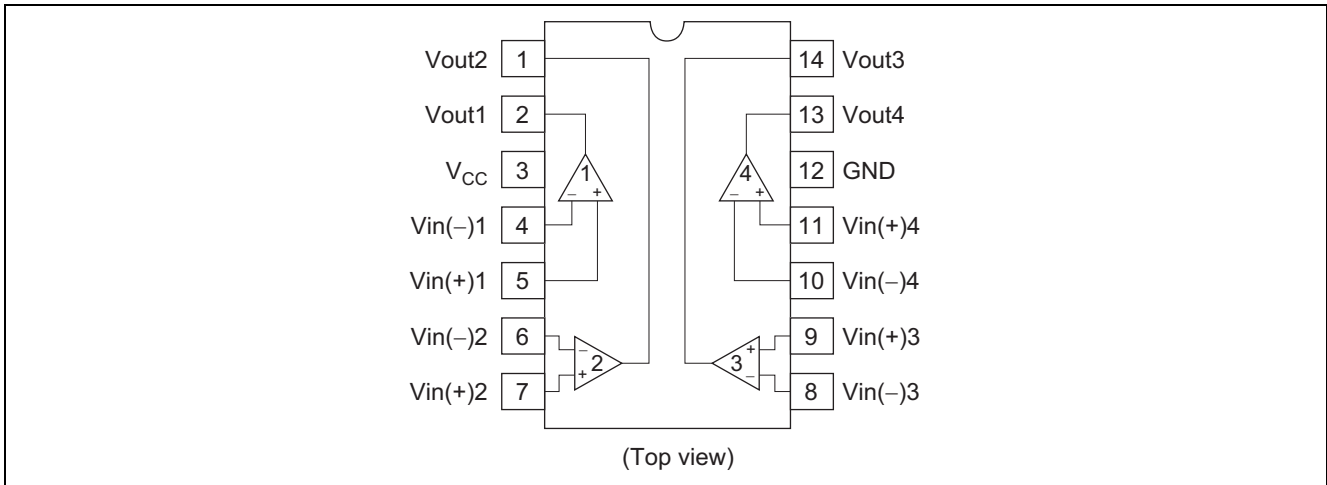 Vout2 1
Vout1 2
VCC 3
Vin(−)1 4
Vin(+)1 5
Vin(−)2 6
Vin(+)2 7
1
− +
2
−
+
4
− +
3
+
−
14 Vout3
13 Vout4
12 GND
11 Vin(+)4
10 Vin(−)4
9 Vin(+)3
8 Vin(−)3
(Top view)